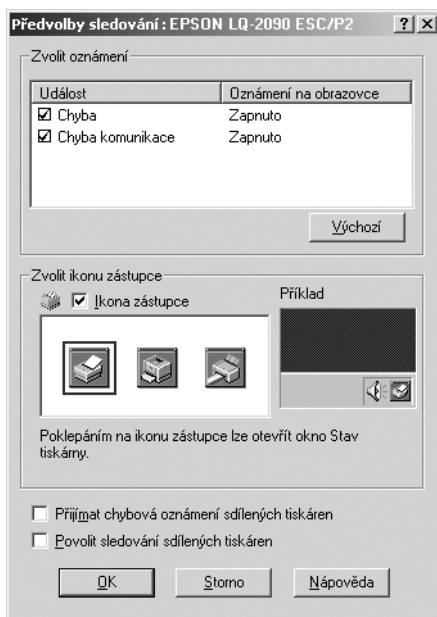 Předvolby sledování : EPSON LQ-2090 ESC/P2
Zvolit oznámení
Událost Oznámení na obrazovce
Chyba Zapnuto
Chyba komunikace Zapnuto
Výchozí
Zvolit ikonu zástupce
Ikona zástupce
Příklad
Poklepáním na ikonu zástupce lze otevřít okno Stav
tiskárny.
Přijímat chybová oznámení sdílených tiskáren
Povolit sledování sdílených tiskáren
OK Storno Nápověda